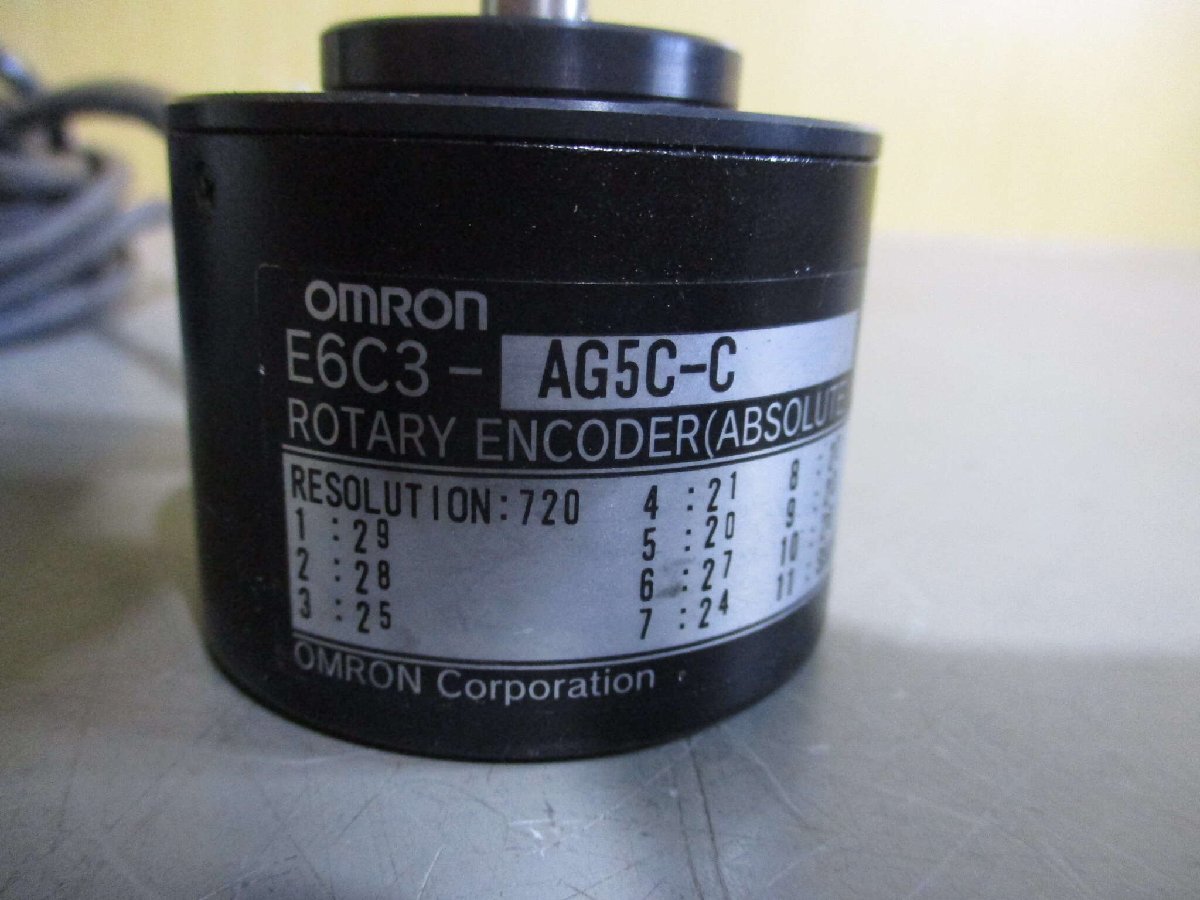 OMRON
E6C3- AG5C-C
ROTARY ENCODER(ABSOLUTE
RESOLUTION:720 4 :21 8 :
1 :29 5 :20 9 :
2 :28 6 :27 10 :
3 :25 7 :24 11 :
OMRON Corporation